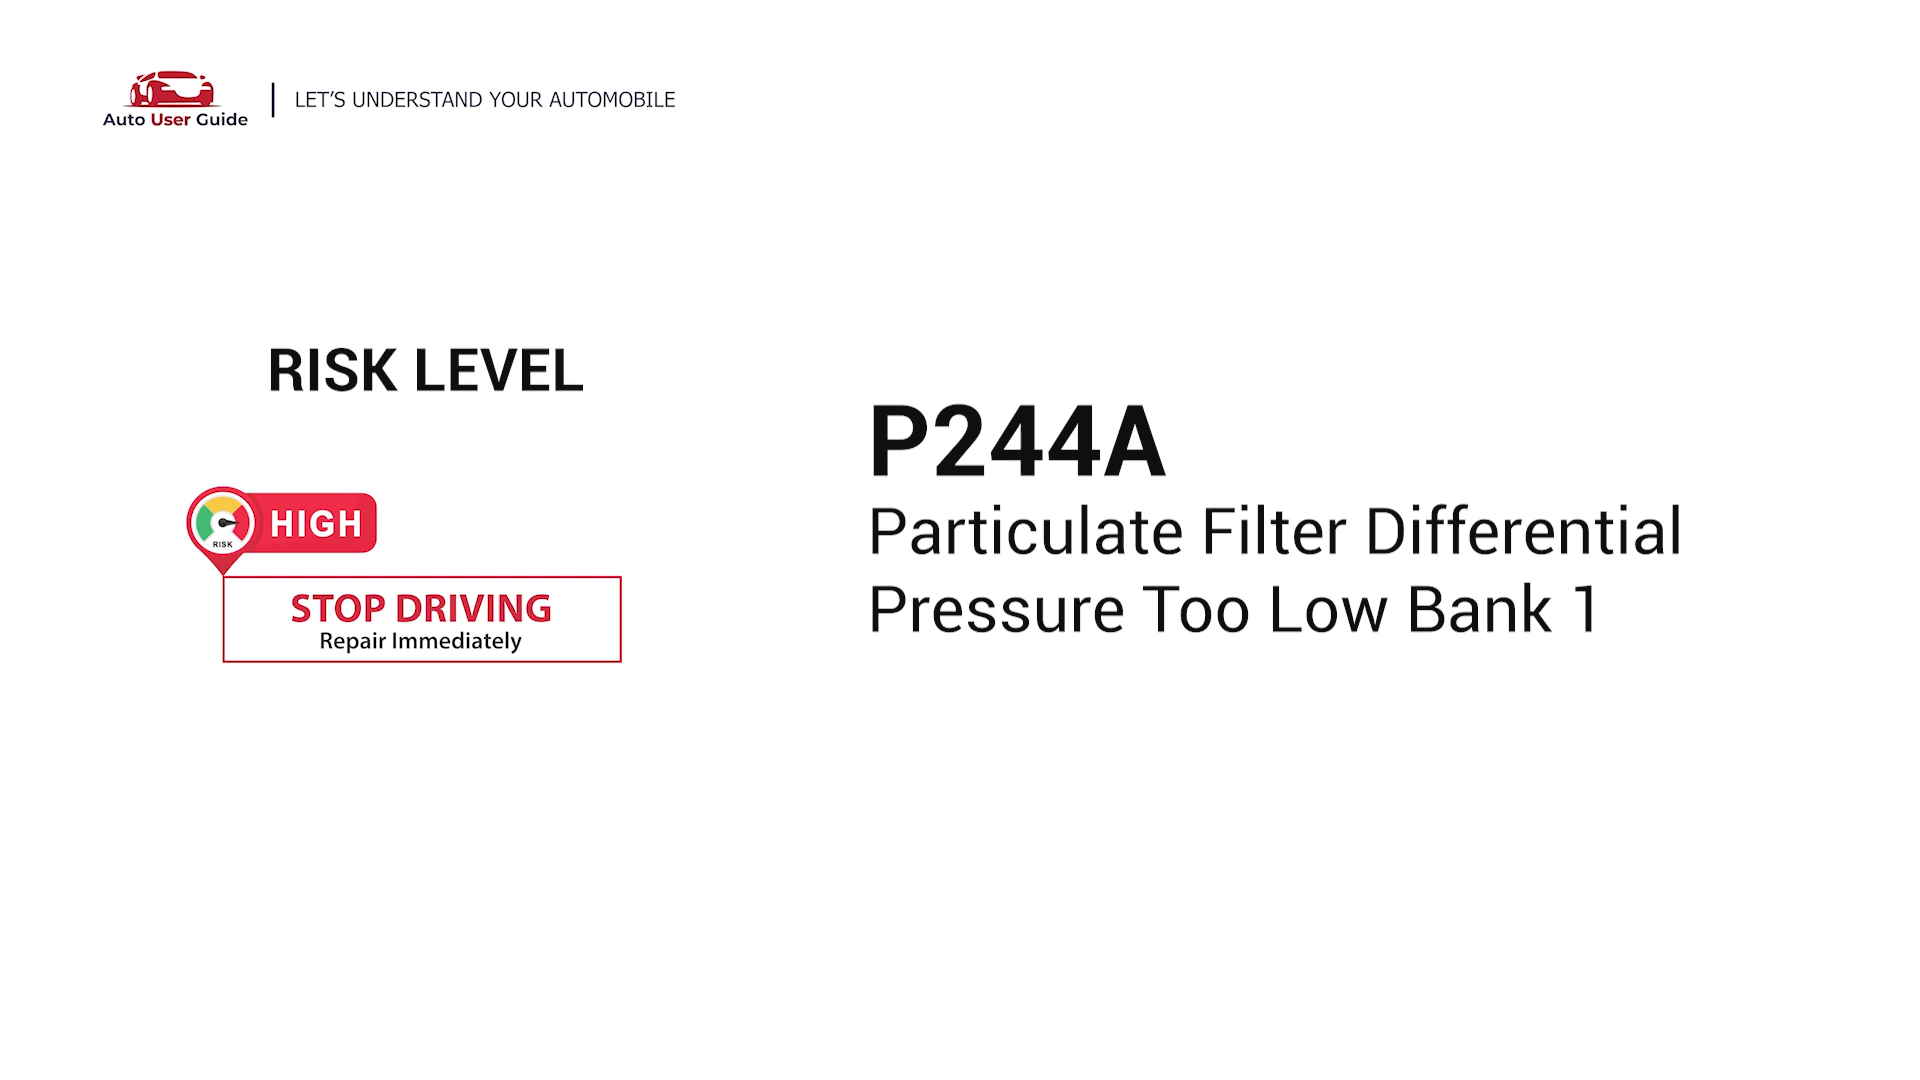 Auto User Guide
LET'S UNDERSTAND YOUR AUTOMOBILE
RISK LEVEL
RISK
HIGH
STOP DRIVING
Repair Immediately
P244A
Particulate Filter Differential
Pressure Too Low Bank 1